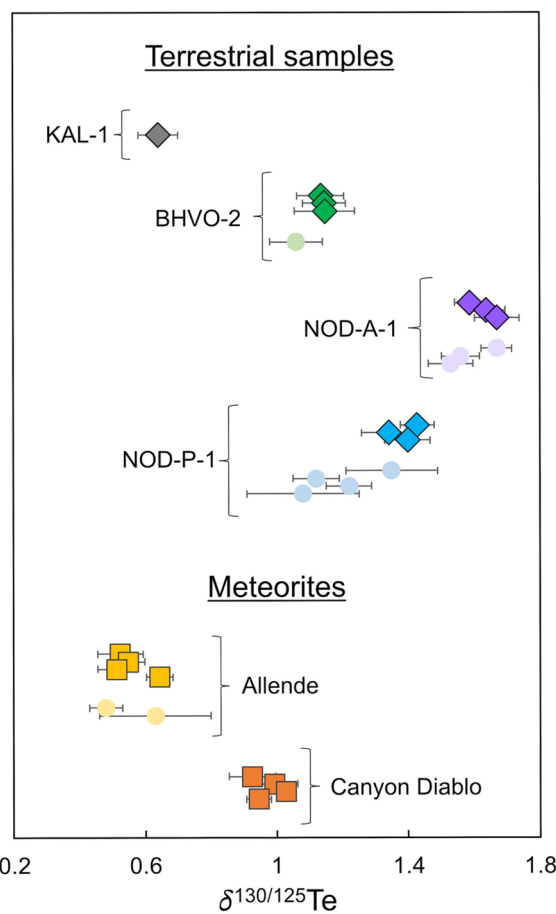 Terrestrial samples
KAL-1
BHVO-2
NOD-A-1
NOD-P-1
Meteorites
Allende
Canyon Diablo
0.2 0.6 1 1.4 1.8
δ¹³⁰/¹²⁵Te